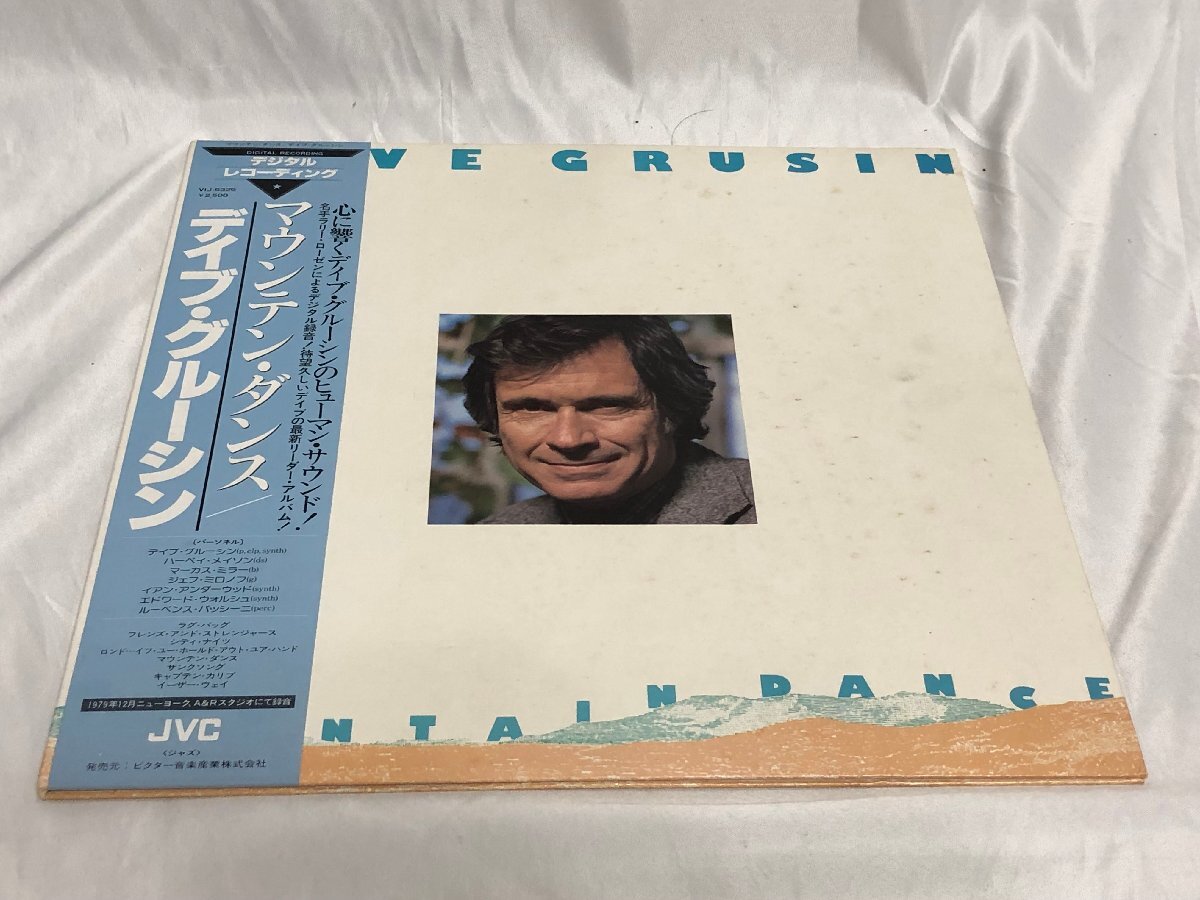 DIGITAL RECORDING
デジタル
レコーディング
VIJ-6325
¥2,500
心に響くデイブ・グルーシンのヒューマン・サウンド!
名手ラリー・ローゼンによるデジタル録音!待望久しいデイブの最新リーダー・アルバム!
マウンテン・ダンス/
デイブ・グルーシン
〔パーソネル〕
デイブ・グルーシン(p, elp, synth)
ハーベイ・メイソン(ds)
マーカス・ミラー(b)
ジェフ・ミロノフ(g)
イアン・アンダーウッド(synth)
エドワード・ウォルシュ(synth)
ルーベンス・バッシーニ(perc)
ラグ・バッグ
フレンズ・アンド・ストレンジャース
シティ・ナイツ
ロンド-イフ・ユー・ホールド・アウト・ユア・ハンド
マウンテン・ダンス
サンクソング
キャプテン・カリブ
イーザー・ウェイ
1979年12月ニューヨーク, A&Rスタジオにて録音
JVC
〈ジャズ〉
発売元:ビクター音楽産業株式会社
VE GRUSIN
NTAIN DANCE